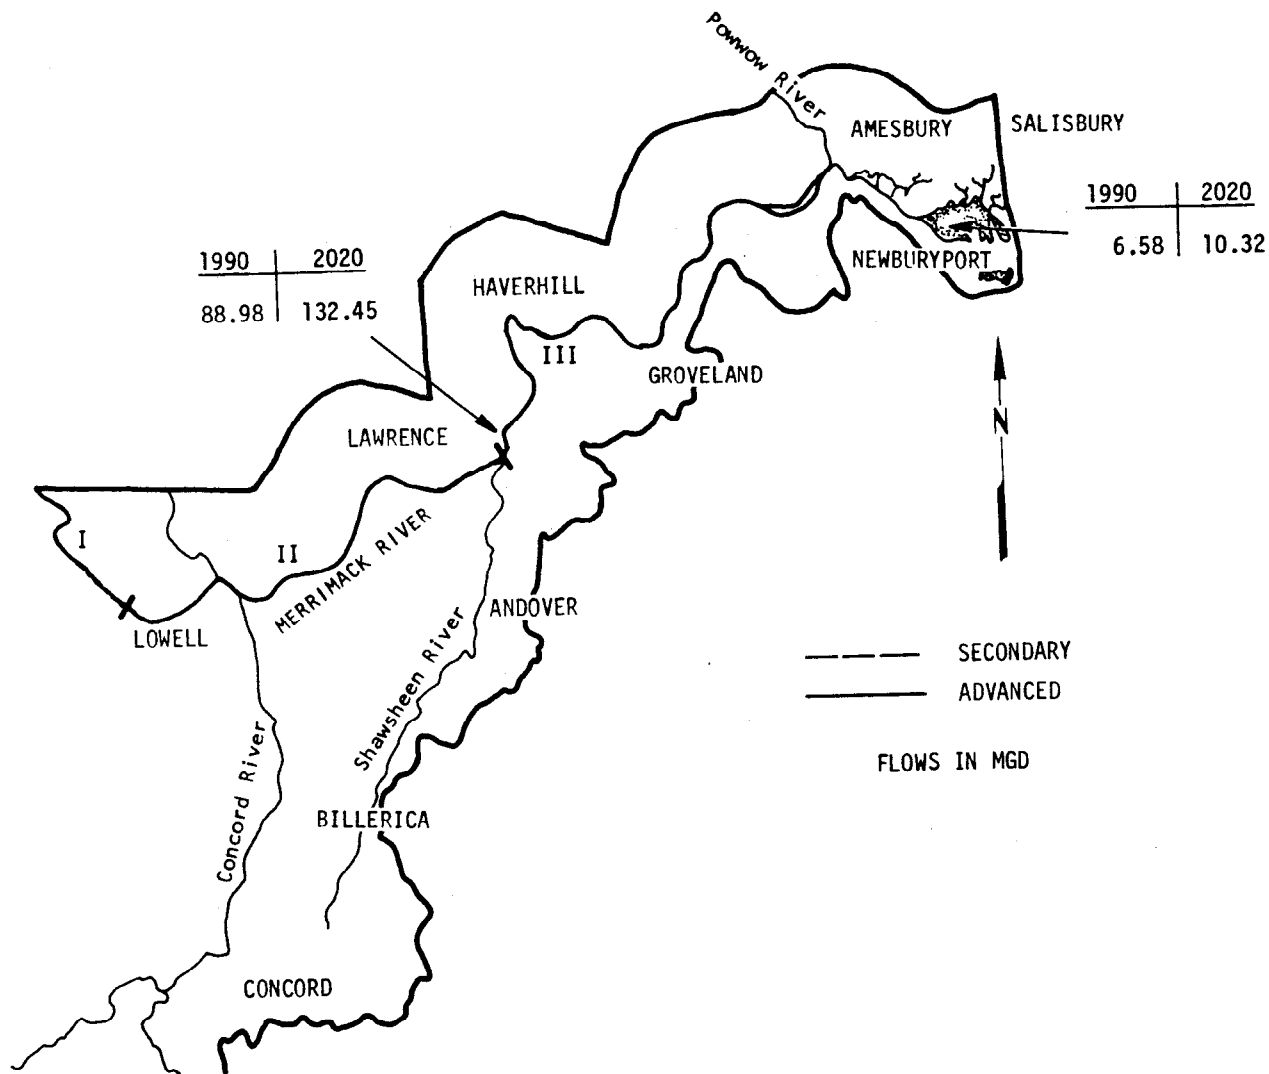 Powwow River
AMESBURY
SALISBURY
1990 2020
6.58 10.32
NEWBURYPORT
1990 2020
88.98 132.45
HAVERHILL
III
GROVELAND
N
LAWRENCE
I
II
MERRIMACK RIVER
LOWELL
ANDOVER
Shawsheen River
SECONDARY
ADVANCED
FLOWS IN MGD
Concord River
BILLERICA
CONCORD